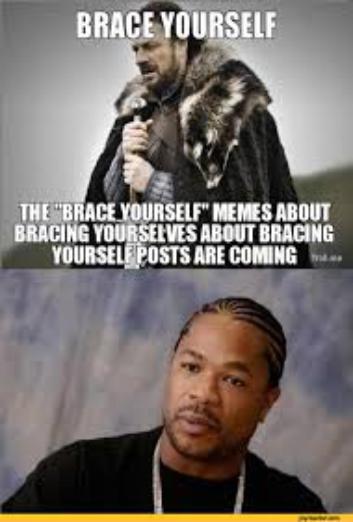 BRACE YOURSELF
THE "BRACE YOURSELF" MEMES ABOUT
BRACING YOURSELVES ABOUT BRACING
YOURSELF POSTS ARE COMING